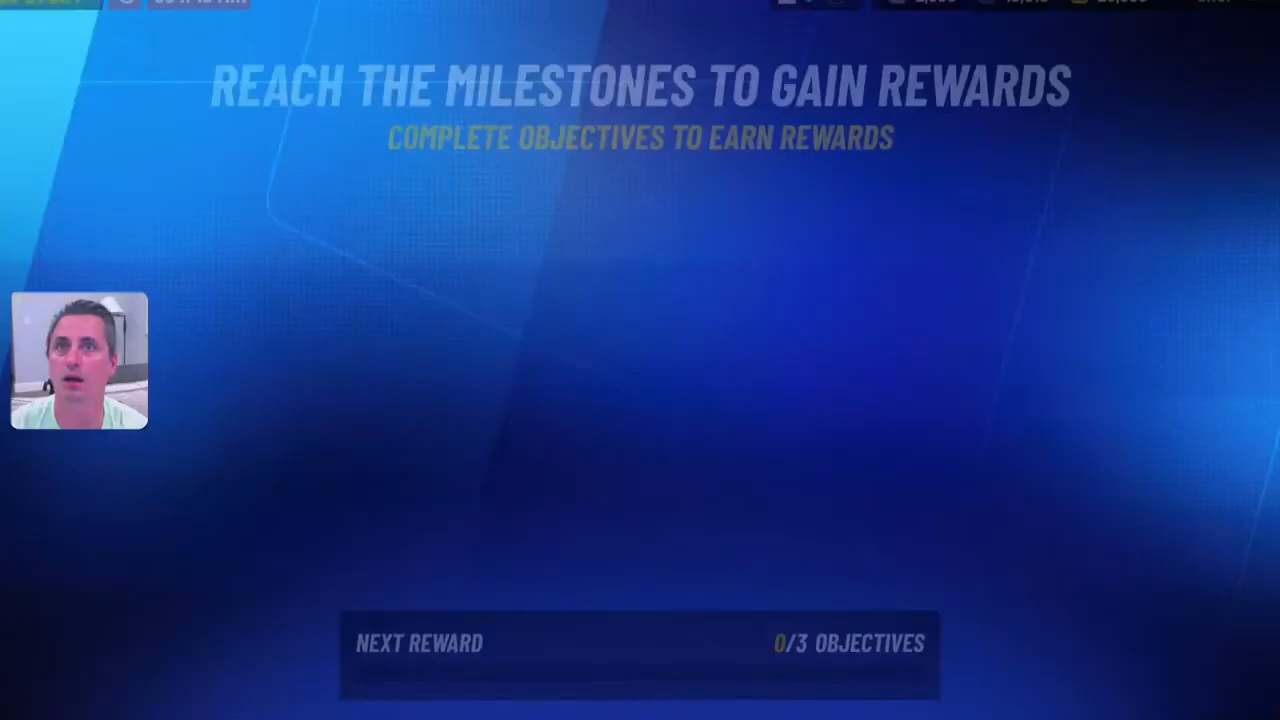 REACH THE MILESTONES TO GAIN REWARDS
COMPLETE OBJECTIVES TO EARN REWARDS
NEXT REWARD
0/3 OBJECTIVES